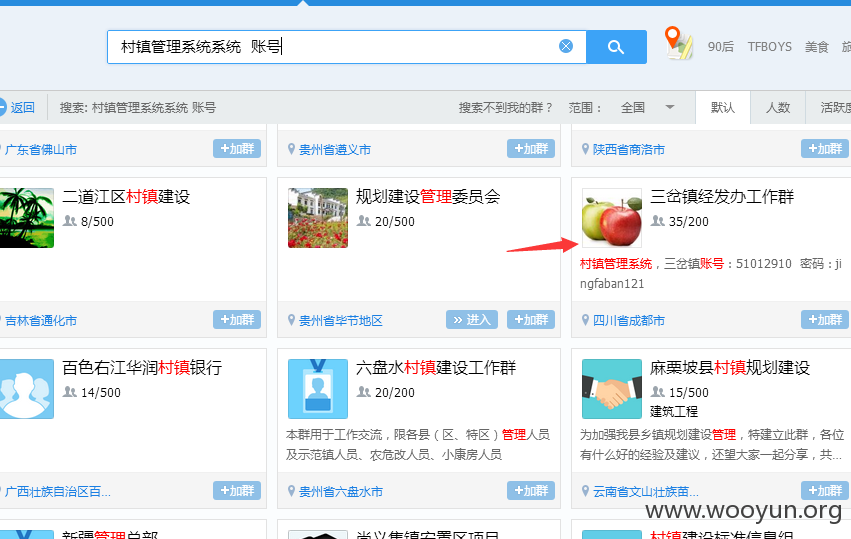 村镇管理系统系统 账号
90后 TFBOYS 美食
返回 搜索: 村镇管理系统系统 账号 搜索不到我的群？ 范围： 全国 默认 人数 活跃度
广东省佛山市 +加群 贵州省遵义市 +加群 陕西省商洛市 +加群
二道江区村镇建设
8/500
吉林省通化市 +加群
规划建设管理委员会
20/500
贵州省毕节地区 进入 +加群
三岔镇经发办工作群
35/200
村镇管理系统，三岔镇账号：51012910 密码：ji
ngfaban121
四川省成都市 +加群
百色右江华润村镇银行
14/500
广西壮族自治区百... +加群
六盘水村镇建设工作群
20/200
本群用于工作交流，限各县（区、特区）管理人员
及示范镇人员、农危改人员、小康房人员
贵州省六盘水市 +加群
麻栗坡县村镇规划建设
15/500
建筑工程
为加强我县乡镇规划建设管理，特建立此群，各位
有什么好的经验及建议，还望大家一起分享，共...
云南省文山壮族苗... +加群
www.wooyun.org
新疆管理总部 尚义集镇安置区项目 村镇建设标准信息组